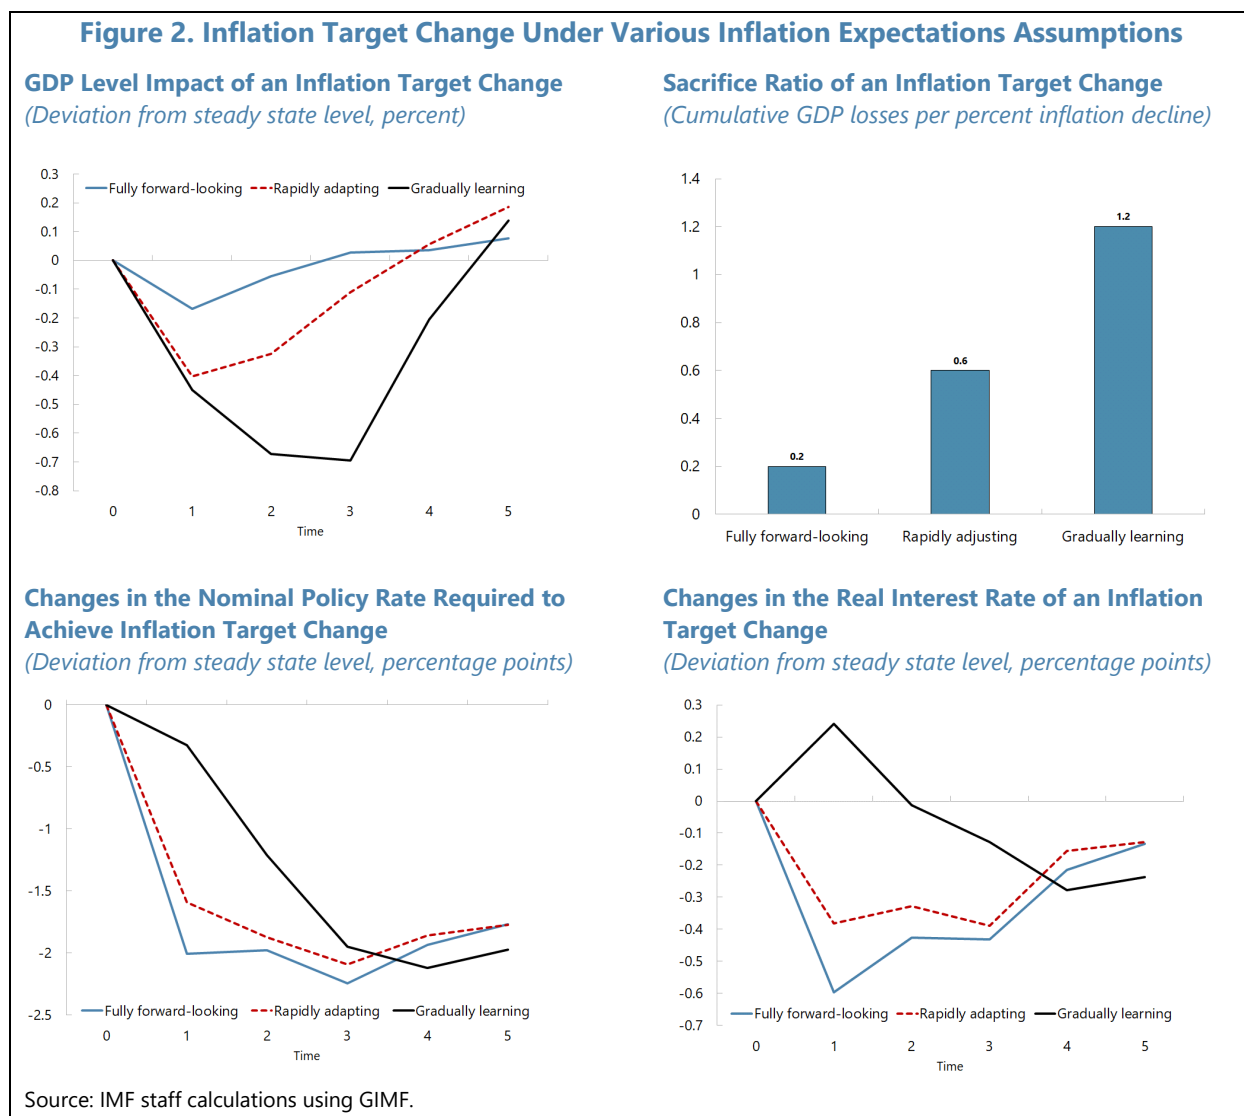 Figure 2. Inflation Target Change Under Various Inflation Expectations Assumptions
GDP Level Impact of an Inflation Target Change
(Deviation from steady state level, percent)
0.3
0.2
0.1
0
-0.1
-0.2
-0.3
-0.4
-0.5
-0.6
-0.7
-0.8
Fully forward-looking Rapidly adapting Gradually learning
0 1 2 3 4 5
Time
Sacrifice Ratio of an Inflation Target Change
(Cumulative GDP losses per percent inflation decline)
1.4
1.2
1
0.8
0.6
0.4
0.2
0
0.2
0.6
1.2
Fully forward-looking Rapidly adjusting Gradually learning
Changes in the Nominal Policy Rate Required to
Achieve Inflation Target Change
(Deviation from steady state level, percentage points)
0
-0.5
-1
-1.5
-2
-2.5
Fully forward-looking Rapidly adapting Gradually learning
0 1 2 3 4 5
Time
Changes in the Real Interest Rate of an Inflation
Target Change
(Deviation from steady state level, percentage points)
0.3
0.2
0.1
0
-0.1
-0.2
-0.3
-0.4
-0.5
-0.6
-0.7
Fully forward-looking Rapidly adapting Gradually learning
0 1 2 3 4 5
Time
Source: IMF staff calculations using GIMF.